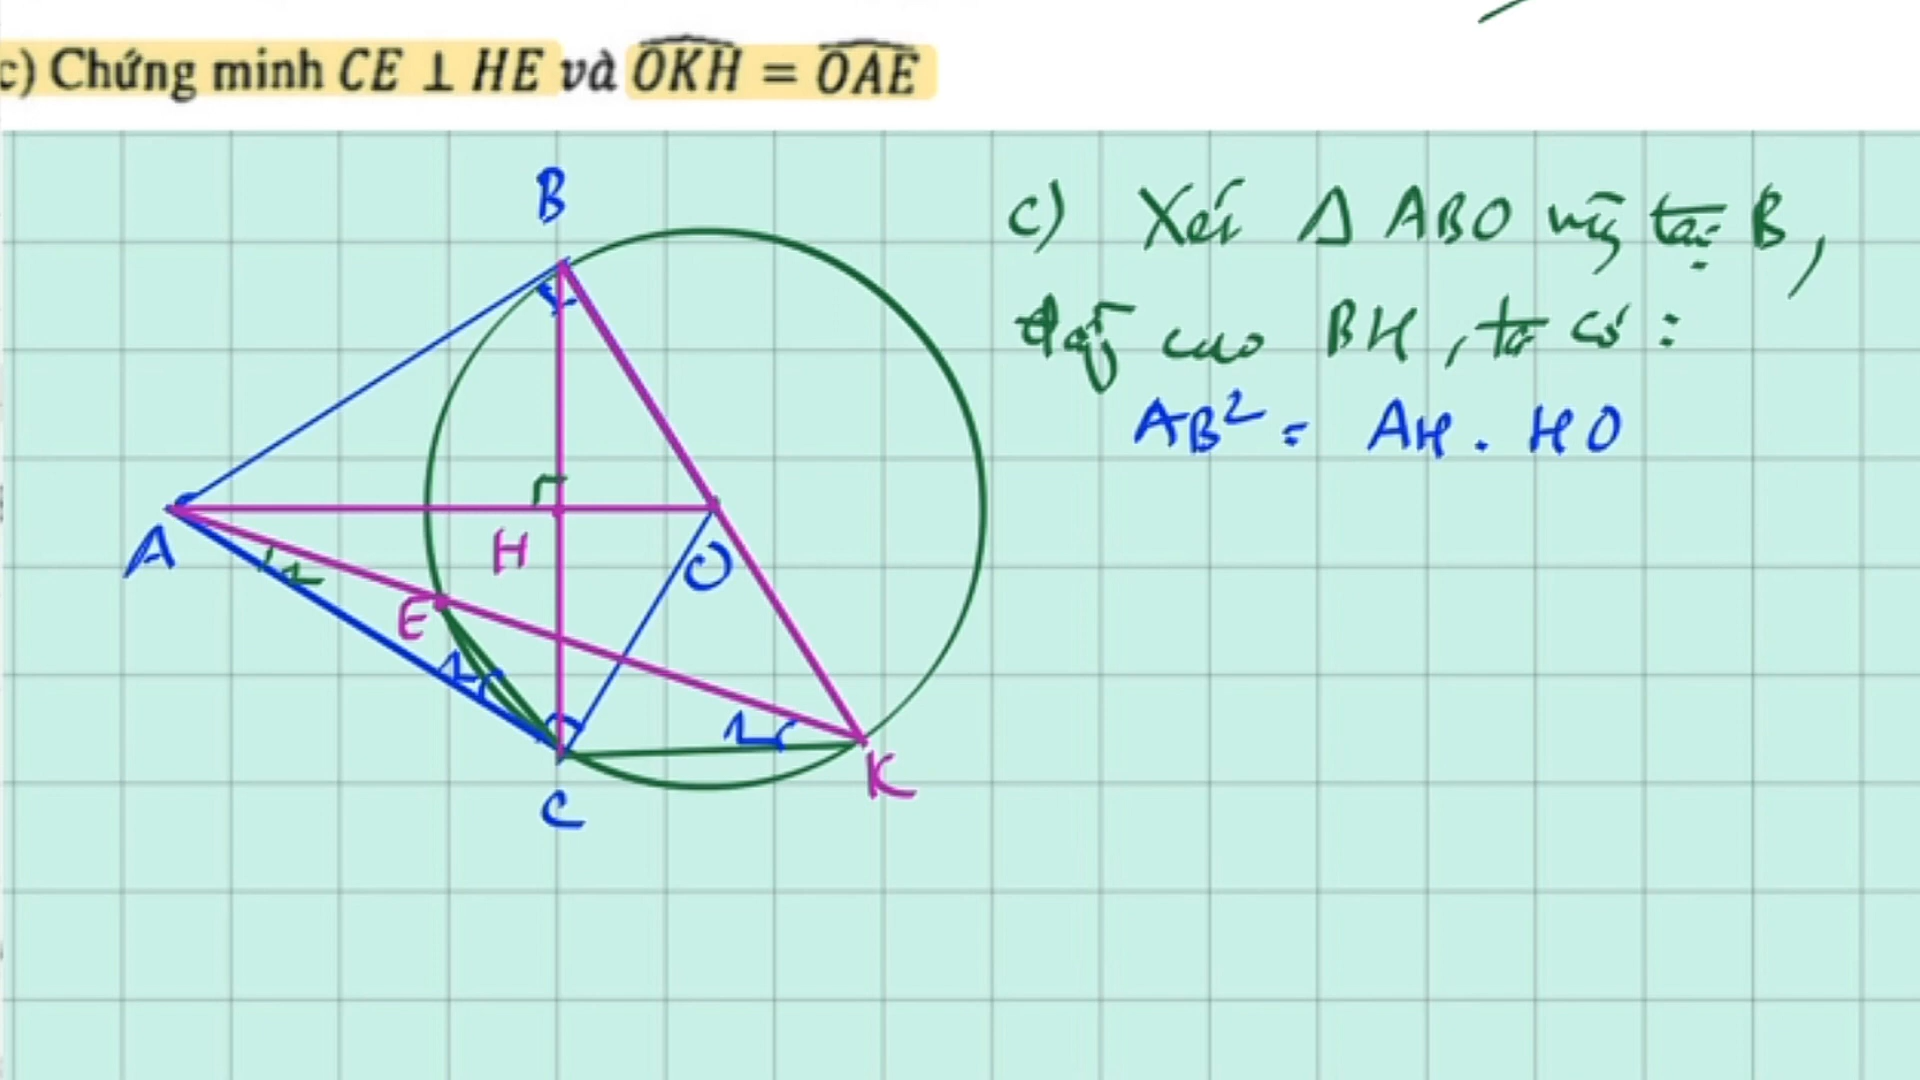 c) Chứng minh CE ⊥ HE và OKH = OAE
B
c) Xét Δ ABO vuông tại B,
đường cao BH, ta có:
AB² = AH . HO
A
H
O
E
K
C